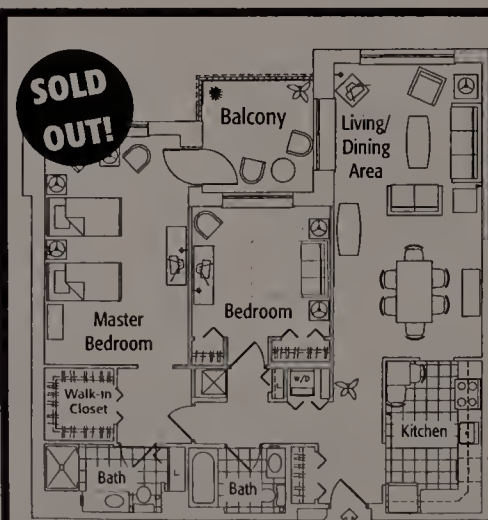 SOLD
OUT!
Balcony
Living/
Dining
Area
Bedroom
Master
Bedroom
W/D
Walk-in
Closet
Kitchen
Bath
L
Bath